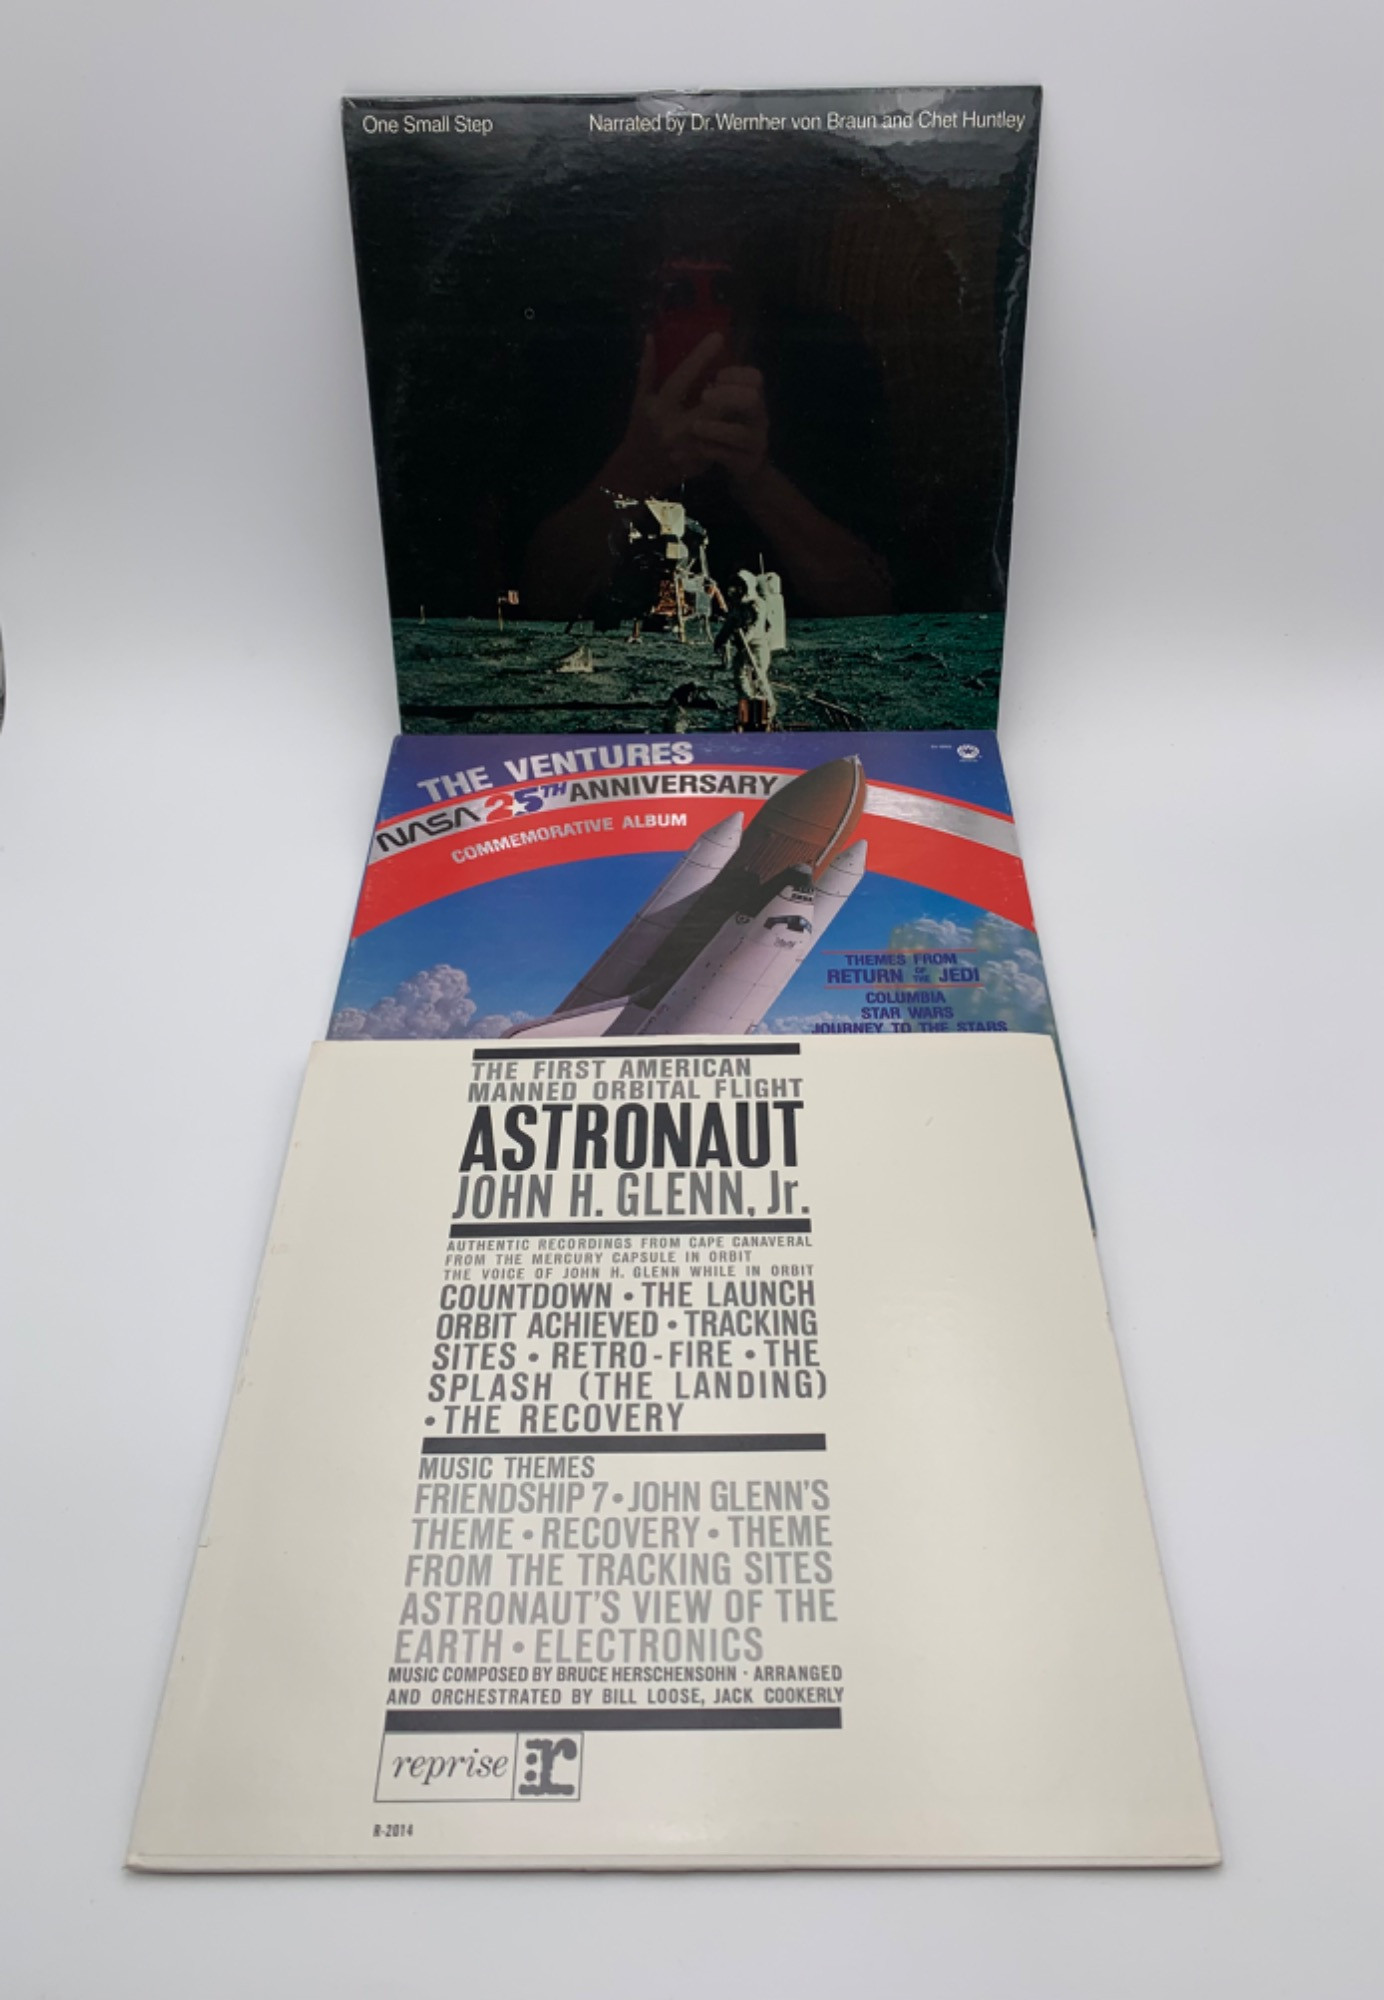 One Small Step
Narrated by Dr. Wernher von Braun and Chet Huntley
THE VENTURES
NASA 25TH ANNIVERSARY
COMMEMORATIVE ALBUM
THEMES FROM
RETURN OF THE JEDI
COLUMBIA
STAR WARS
JOURNEY TO THE STARS
THE FIRST AMERICAN
MANNED ORBITAL FLIGHT
ASTRONAUT
JOHN H. GLENN, Jr.
AUTHENTIC RECORDINGS FROM CAPE CANAVERAL
FROM THE MERCURY CAPSULE IN ORBIT
THE VOICE OF JOHN H. GLENN WHILE IN ORBIT
COUNTDOWN • THE LAUNCH
ORBIT ACHIEVED • TRACKING
SITES • RETRO-FIRE • THE
SPLASH (THE LANDING)
• THE RECOVERY
MUSIC THEMES
FRIENDSHIP 7 • JOHN GLENN'S
THEME • RECOVERY • THEME
FROM THE TRACKING SITES
ASTRONAUT'S VIEW OF THE
EARTH • ELECTRONICS
MUSIC COMPOSED BY BRUCE HERSCHENSOHN · ARRANGED
AND ORCHESTRATED BY BILL LOOSE, JACK COOKERLY
reprise r:
R-2014